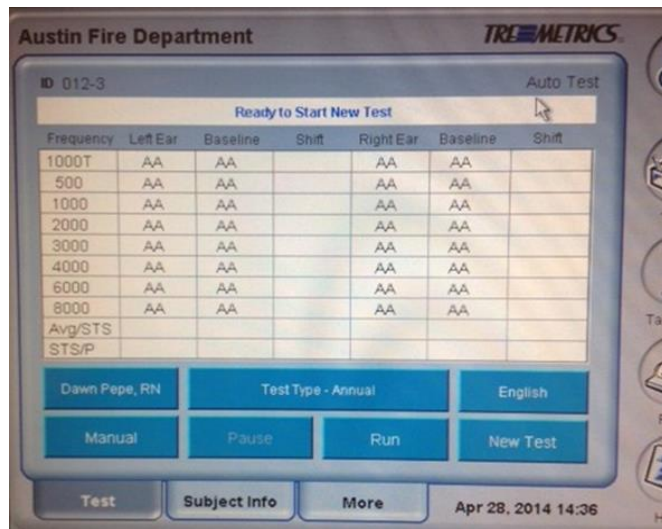 Austin Fire Department TREMETRICS
ID 012-3 Auto Test
Ready to Start New Test
Frequency Left Ear Baseline Shift Right Ear Baseline Shift
1000T AA AA AA AA
500 AA AA AA AA
1000 AA AA AA AA
2000 AA AA AA AA
3000 AA AA AA AA
4000 AA AA AA AA
6000 AA AA AA AA
8000 AA AA AA AA
Avg/STS
STS/P
Dawn Pepe, RN Test Type - Annual English
Manual Pause Run New Test
Test Subject Info More Apr 28, 2014 14:36